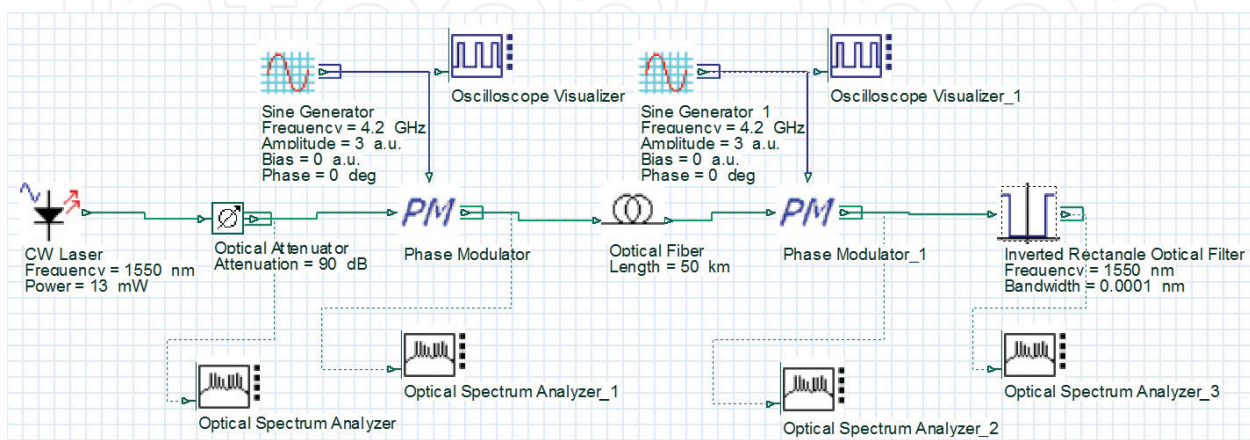 Oscilloscope Visualizer
Oscilloscope Visualizer_1
Sine Generator
Frequency = 4.2 GHz
Amplitude = 3 a.u.
Bias = 0 a.u.
Phase = 0 deg
Sine Generator_1
Frequency = 4.2 GHz
Amplitude = 3 a.u.
Bias = 0 a.u.
Phase = 0 deg
PM
PM
CW Laser
Frequency = 1550 nm
Power = 13 mW
Optical Attenuator
Attenuation = 90 dB
Phase Modulator
Optical Fiber
Length = 50 km
Phase Modulator_1
Inverted Rectangle Optical Filter
Frequency = 1550 nm
Bandwidth = 0.0001 nm
Optical Spectrum Analyzer
Optical Spectrum Analyzer_1
Optical Spectrum Analyzer_2
Optical Spectrum Analyzer_3